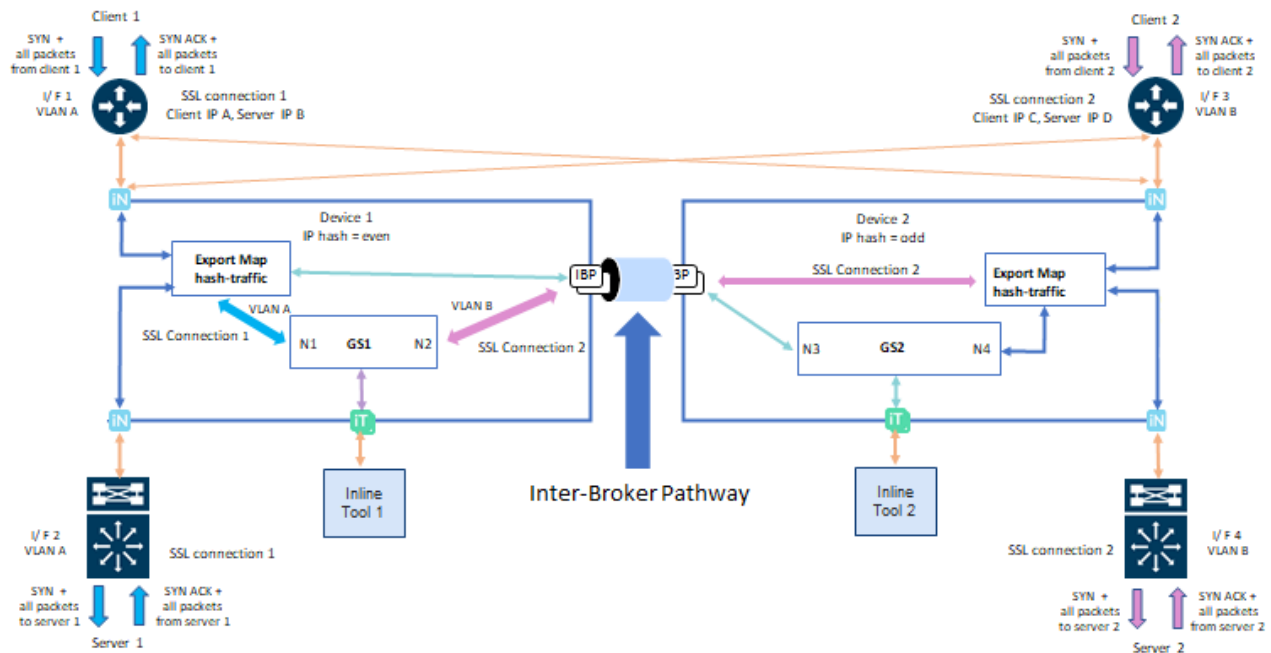 Client 1
SYN +
all packets
from client 1
SYN ACK +
all packets
to client 1
I/ F 1
VLAN A
SSL connection 1
Client IP A, Server IP B
Client 2
SYN +
all packets
from client 2
SYN ACK +
all packets
to client 2
SSL connection 2
Client IP C, Server IP D
I/ F 3
VLAN B
iN
iN
Device 1
IP hash = even
Device 2
IP hash = odd
Export Map
hash-traffic
IBP
BP
SSL Connection 2
Export Map
hash-traffic
VLAN A
VLAN B
SSL Connection 1
N1
GS1
N2
SSL Connection 2
N3
GS2
N4
iN
iT
iT
iN
Inline
Tool 1
Inter-Broker Pathway
Inline
Tool 2
I/ F 2
VLAN A
SSL connection 1
SSL connection 2
I/ F 4
VLAN B
SYN +
all packets
to server 1
SYN ACK +
all packets
from server 1
Server 1
SYN +
all packets
to server 2
SYN ACK +
all packets
from server 2
Server 2